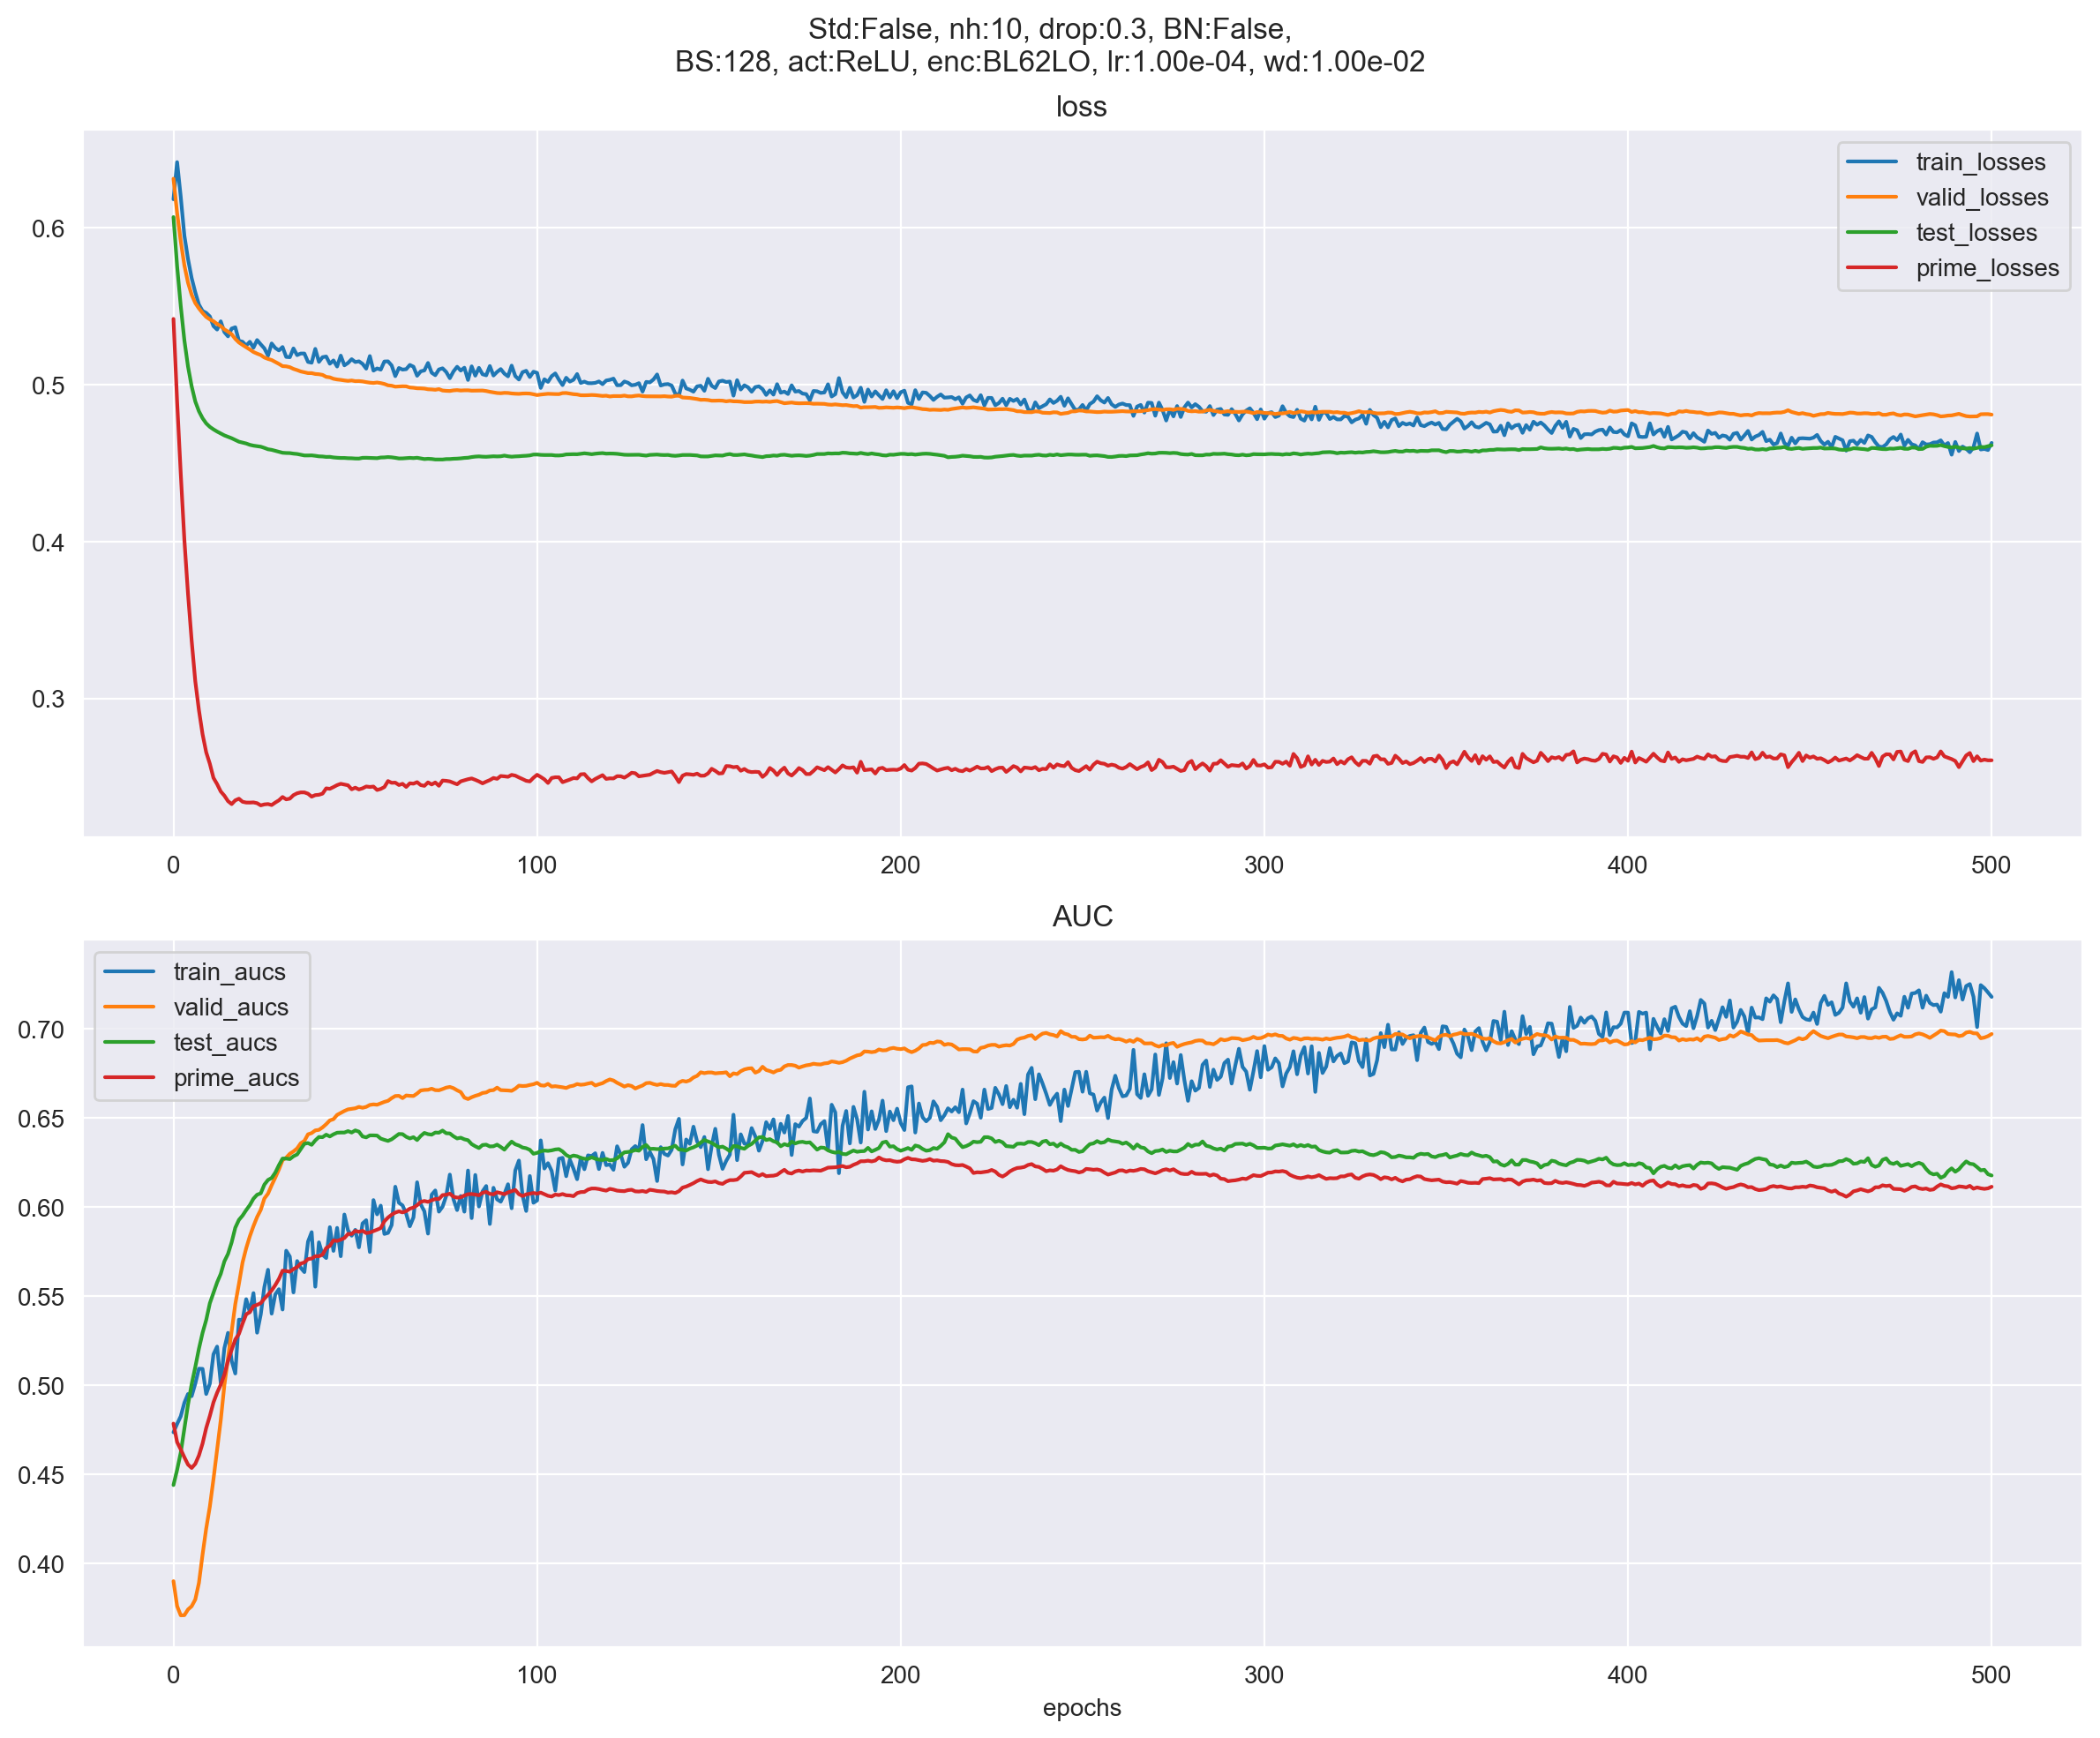 Std:False, nh:10, drop:0.3, BN:False,
BS:128, act:ReLU, enc:BL62LO, lr:1.00e-04, wd:1.00e-02
loss
train_losses
valid_losses
test_losses
prime_losses
0.6
0.5
0.4
0.3
0 100 200 300 400 500
AUC
train_aucs
valid_aucs
test_aucs
prime_aucs
0.70
0.65
0.60
0.55
0.50
0.45
0.40
0 100 200 300 400 500
epochs